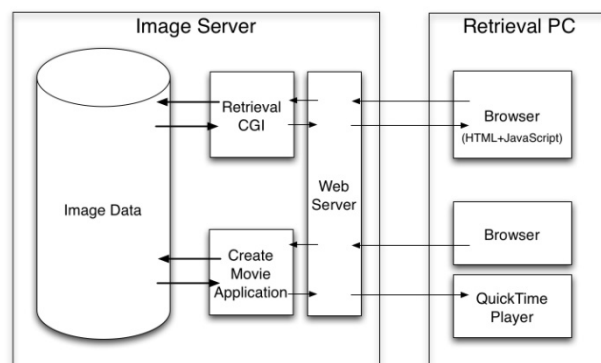 Image Server
Retrieval PC
Retrieval
CGI
Browser
(HTML+JavaScript)
Web
Server
Image Data
Create
Movie
Application
Browser
QuickTime
Player